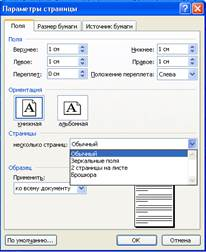 Параметры страницы
Поля Размер бумаги Источник бумаги
Поля
Верхнее: 1 см Нижнее: 1 см
Левое: 1 см Правое: 1 см
Переплет: 0 см Положение переплета: Слева
Ориентация
книжная альбомная
Страницы
несколько страниц: Обычный
Обычный
Зеркальные поля
2 страницы на листе
Брошюра
Образец
Применить:
ко всему документу
По умолчанию... ОК Отмена